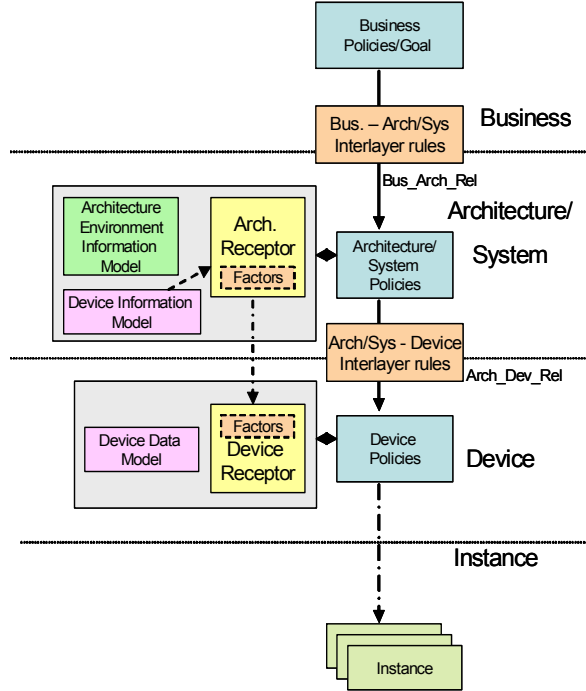 Business
Policies/Goal
Bus. – Arch/Sys
Interlayer rules
Business
Bus_Arch_Rel
Architecture/
System
Architecture
Environment
Information
Model
Arch.
Receptor
Factors
Device Information
Model
Architecture/
System
Policies
Arch/Sys - Device
Interlayer rules
Arch_Dev_Rel
Device Data
Model
Factors
Device
Receptor
Device
Policies
Device
Instance
Instance